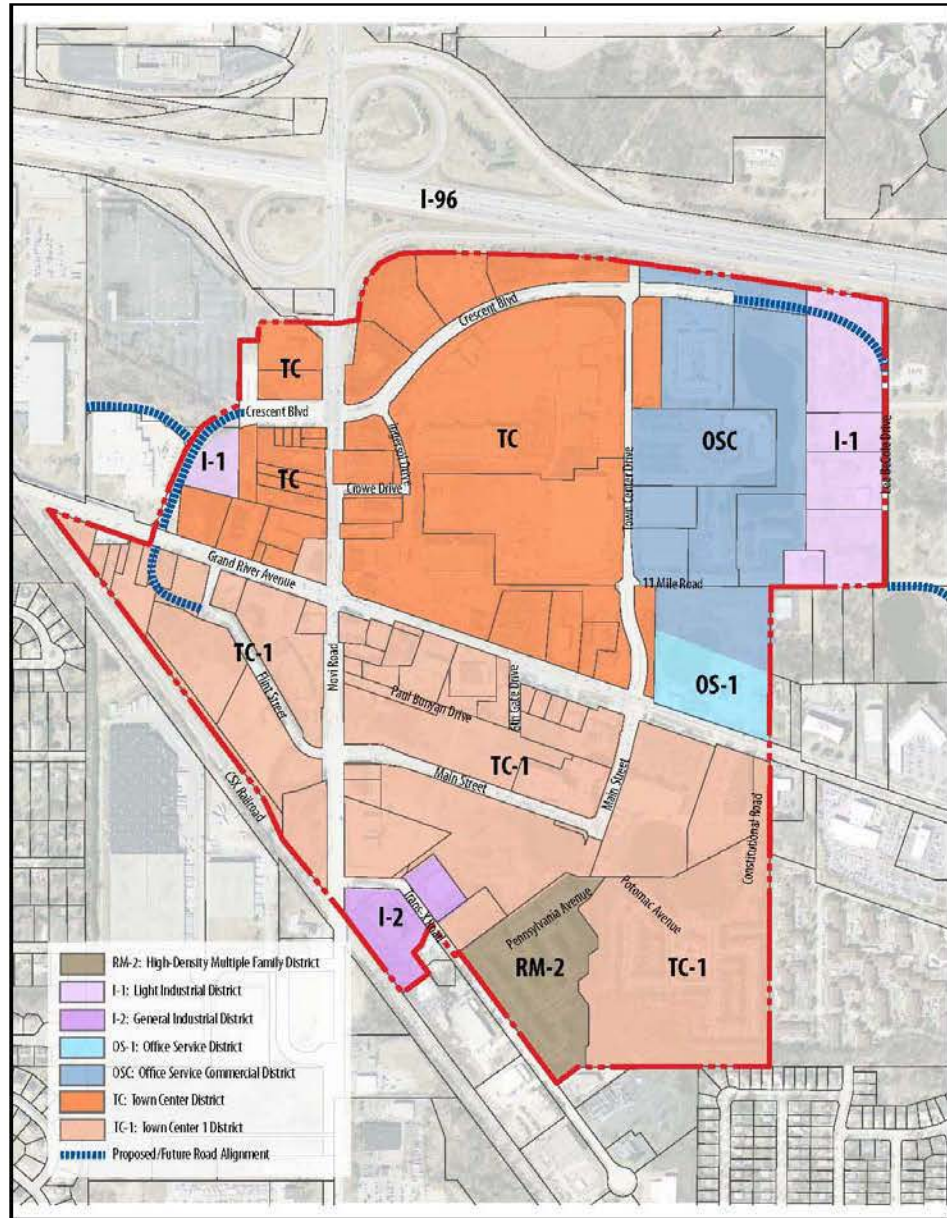 I-96
Crescent Blvd
TC
Crescent Blvd
Ingersol Drive
I-1
TC
TC
OSC
I-1
Lee BeGole Drive
Crowe Drive
Town Center Drive
Grand River Avenue
11 Mile Road
TC-1
Novi Road
OS-1
Flint Street
Paul Bunyan Drive
Gate Drive
TC-1
Main Street
Main Street
CSX Railroad
Constitutional Road
Potomac Avenue
Pennsylvania Avenue
I-2
Trans-X Road
RM-2
TC-1
RM-2: High-Density Multiple Family District
I-1: Light Industrial District
I-2: General Industrial District
OS-1: Office Service District
OSC: Office Service Commercial District
TC: Town Center District
TC-1: Town Center 1 District
Proposed/Future Road Alignment